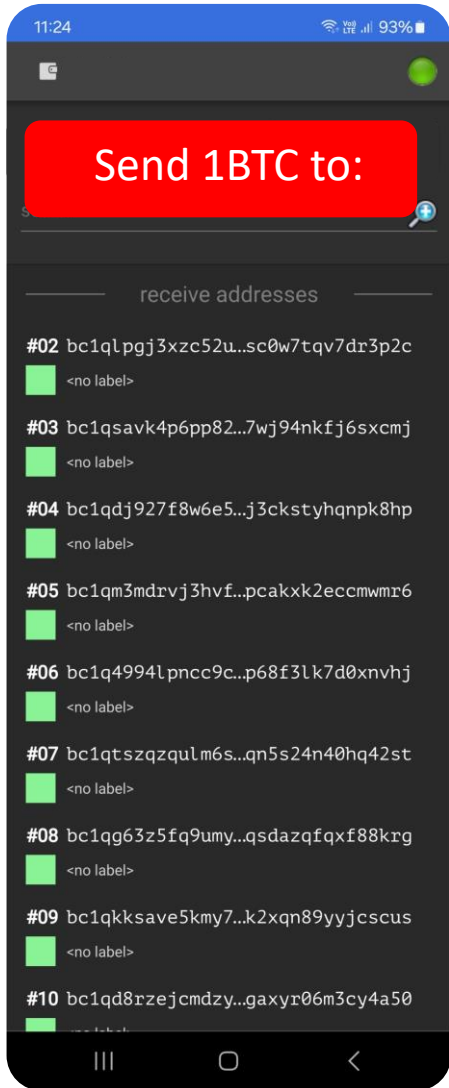 11:24
Vo)) LTE 93%
Send 1BTC to:
receive addresses
#02 bc1qlpgj3xzc52u…sc0w7tqv7dr3p2c
<no label>
#03 bc1qsavk4p6pp82…7wj94nkfj6sxcmj
<no label>
#04 bc1qdj927f8w6e5…j3ckstyhqnpk8hp
<no label>
#05 bc1qm3mdrvj3hvf…pcakxk2eccmwmr6
<no label>
#06 bc1q4994lpncc9c…p68f3lk7d0xnvhj
<no label>
#07 bc1qtszqzqulm6s…qn5s24n40hq42st
<no label>
#08 bc1qg63z5fq9umy…qsdazqfqxf88krg
<no label>
#09 bc1qkksave5kmy7…k2xqn89yyjcscus
<no label>
#10 bc1qd8rzejcmdzy…gaxyr06m3cy4a50